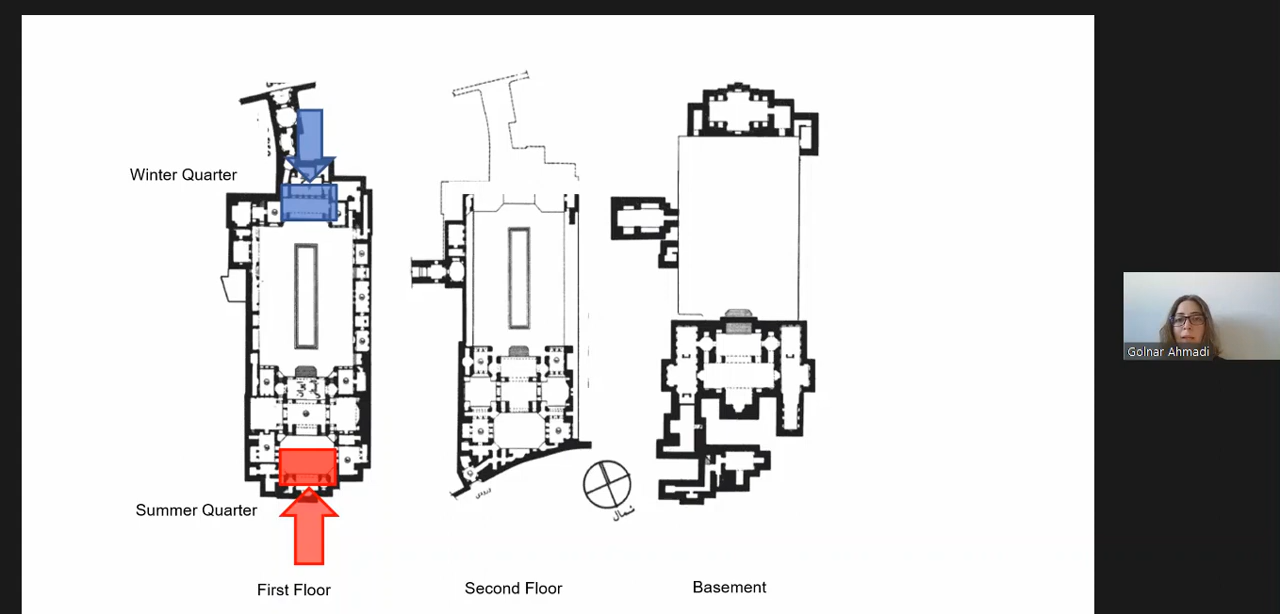 Winter Quarter
Golnar Ahmadi
شمال
Summer Quarter
First Floor
Second Floor
Basement